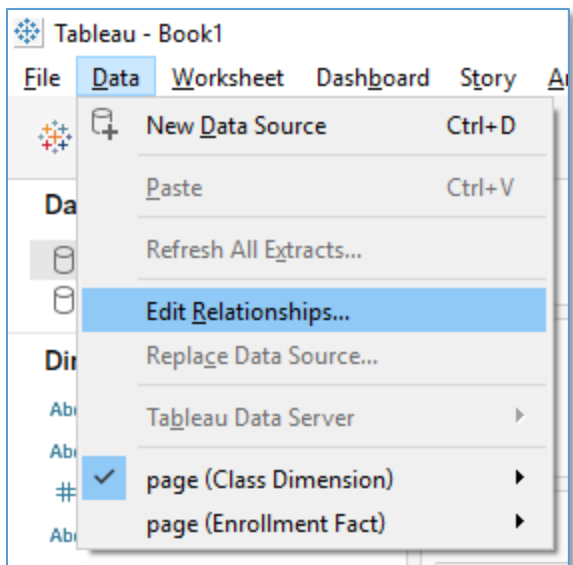 Tableau - Book1
File Data Worksheet Dashboard Story
New Data Source Ctrl+D
Paste Ctrl+V
Da
Refresh All Extracts...
Edit Relationships...
Replace Data Source...
Tableau Data Server
page (Class Dimension)
page (Enrollment Fact)